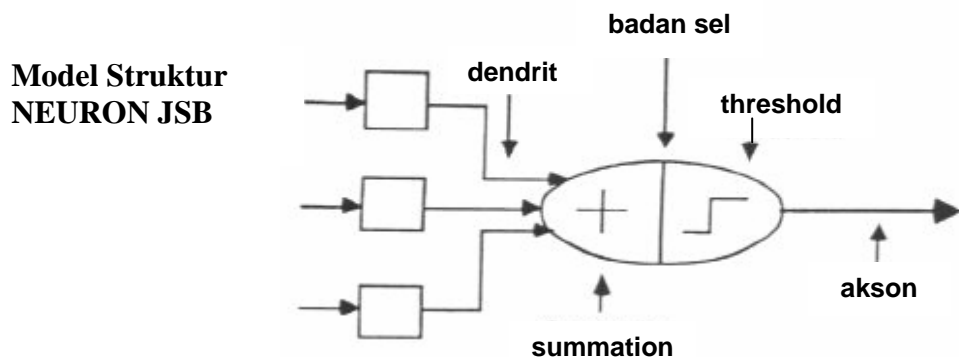 Model Struktur
NEURON JSB
badan sel
dendrit
threshold
akson
summation